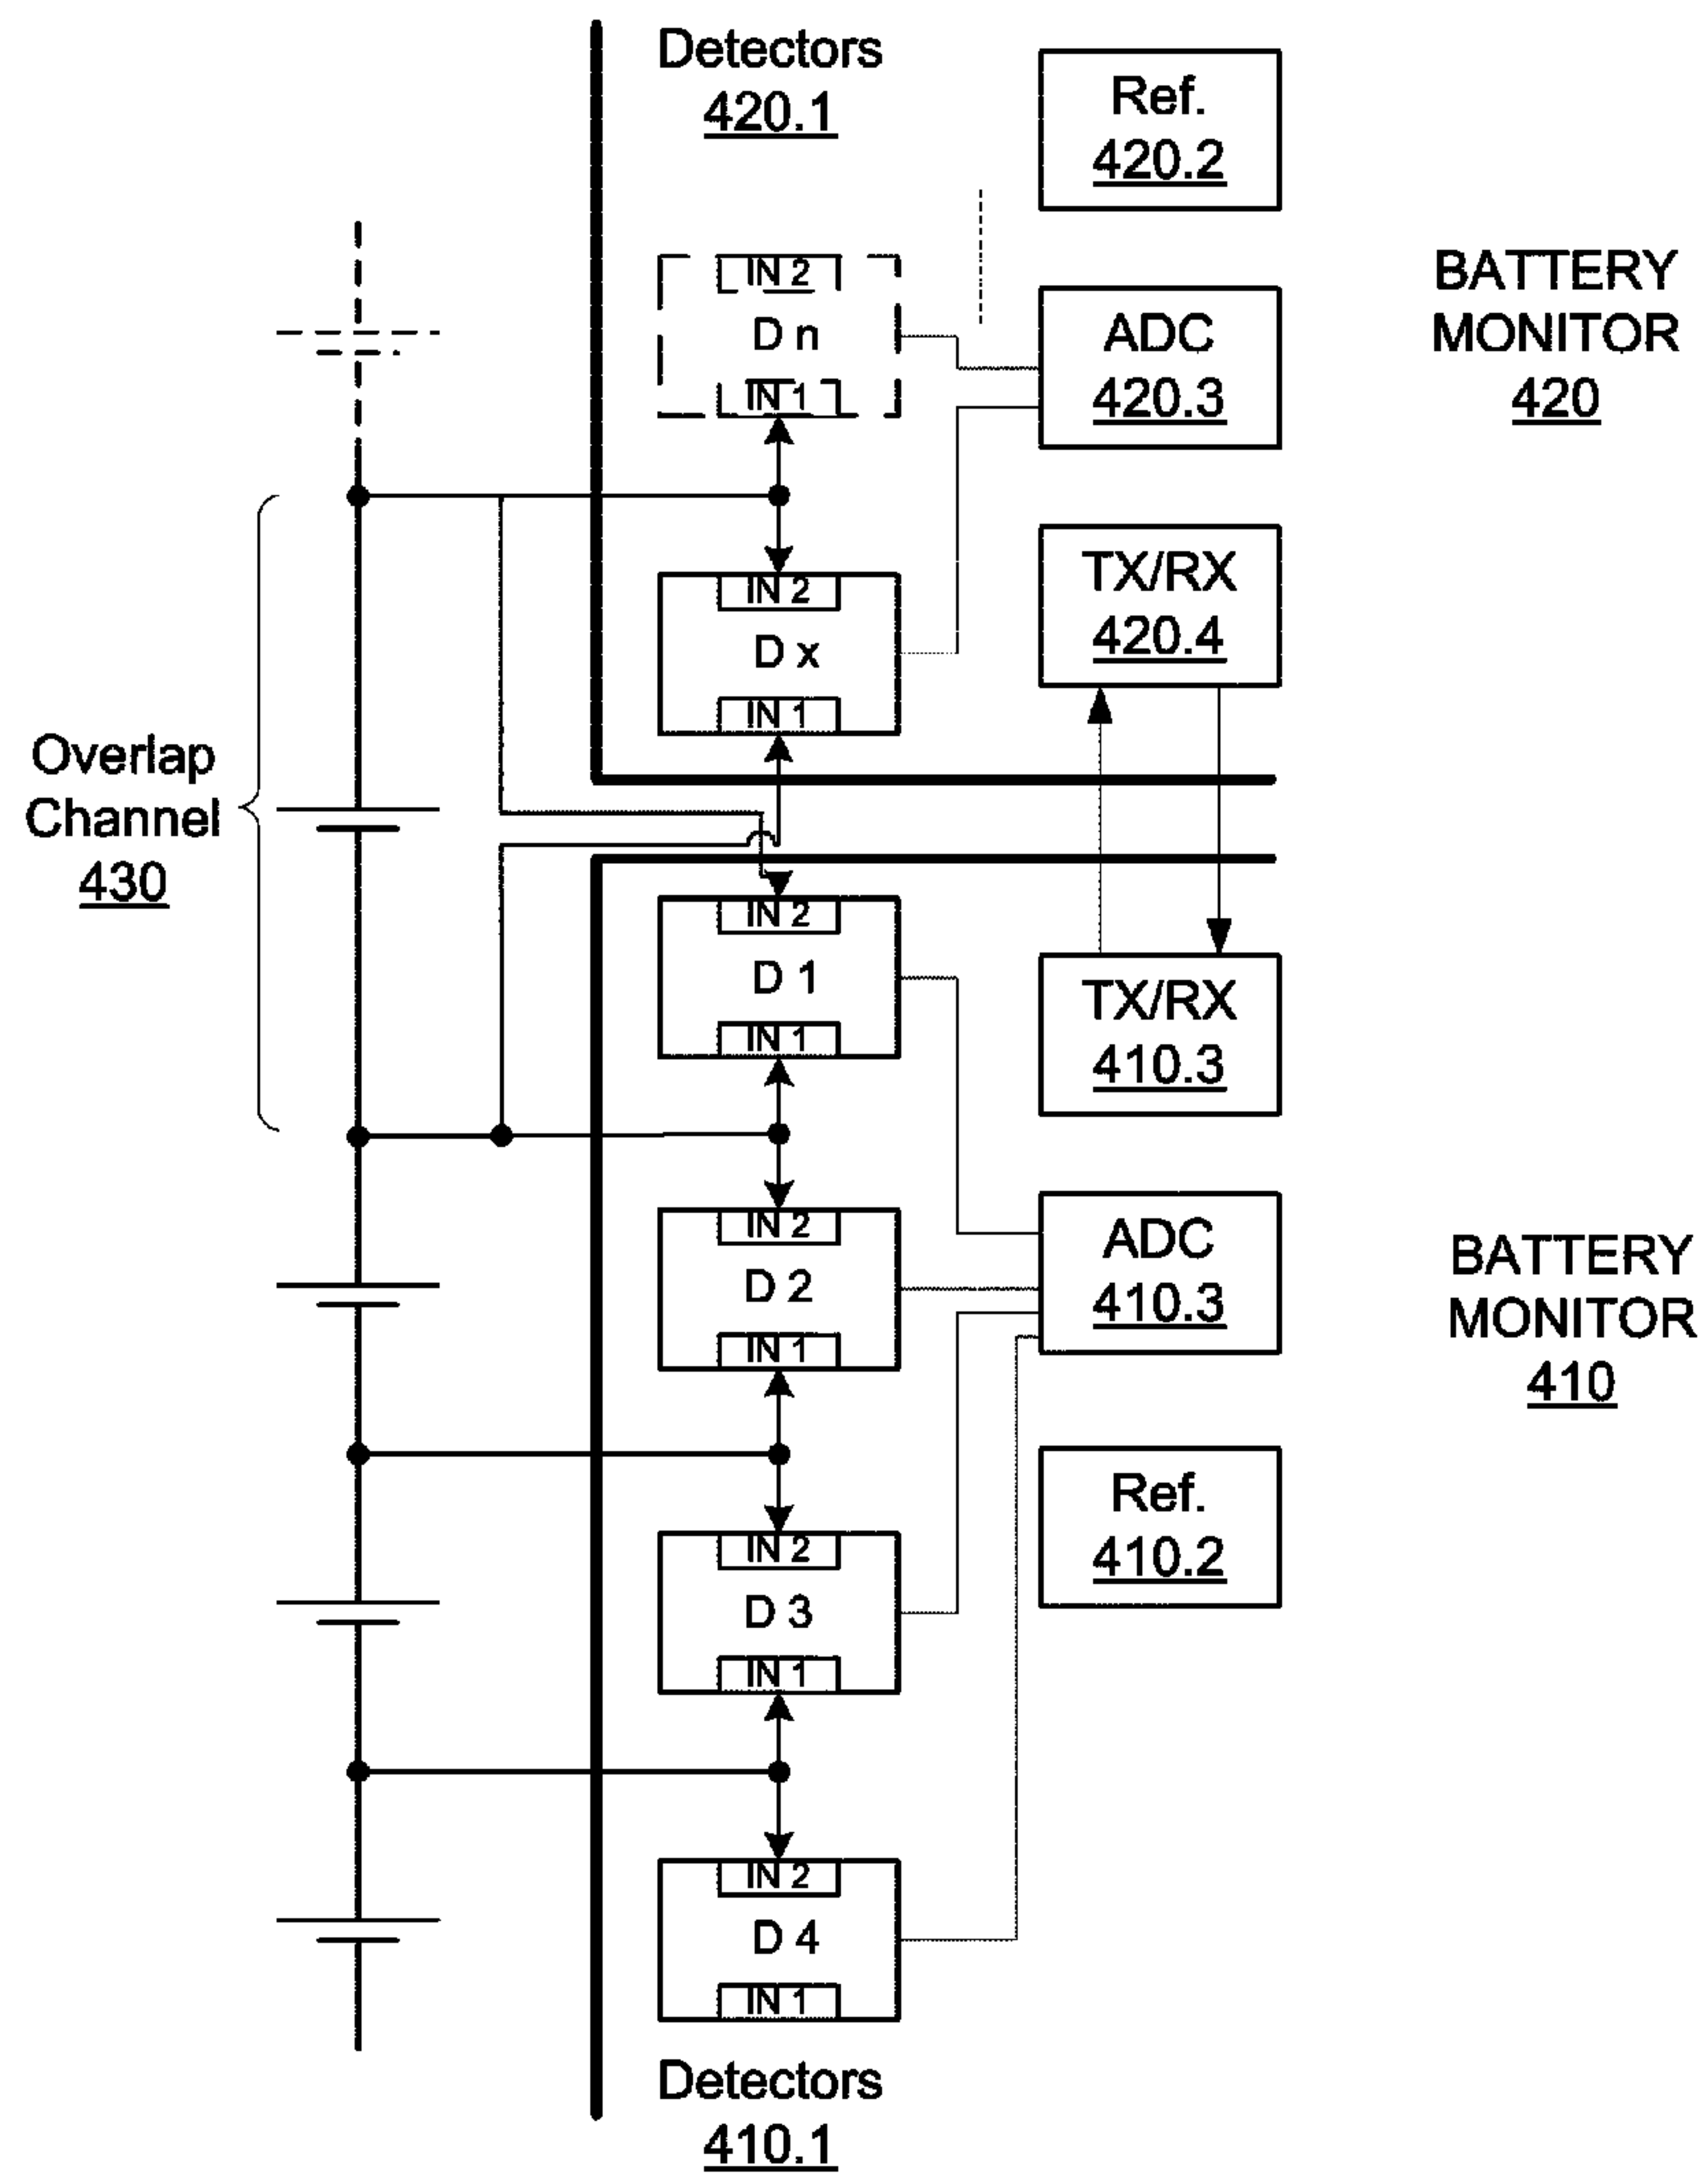 Detectors
420.1
Ref.
420.2
IN 2
D n
IN 1
ADC
420.3
BATTERY
MONITOR
420
IN 2
D x
IN 1
TX/RX
420.4
Overlap
Channel
430
IN 2
D 1
IN 1
TX/RX
410.3
IN 2
D 2
IN 1
ADC
410.3
BATTERY
MONITOR
410
IN 2
D 3
IN 1
Ref.
410.2
IN 2
D 4
IN 1
Detectors
410.1